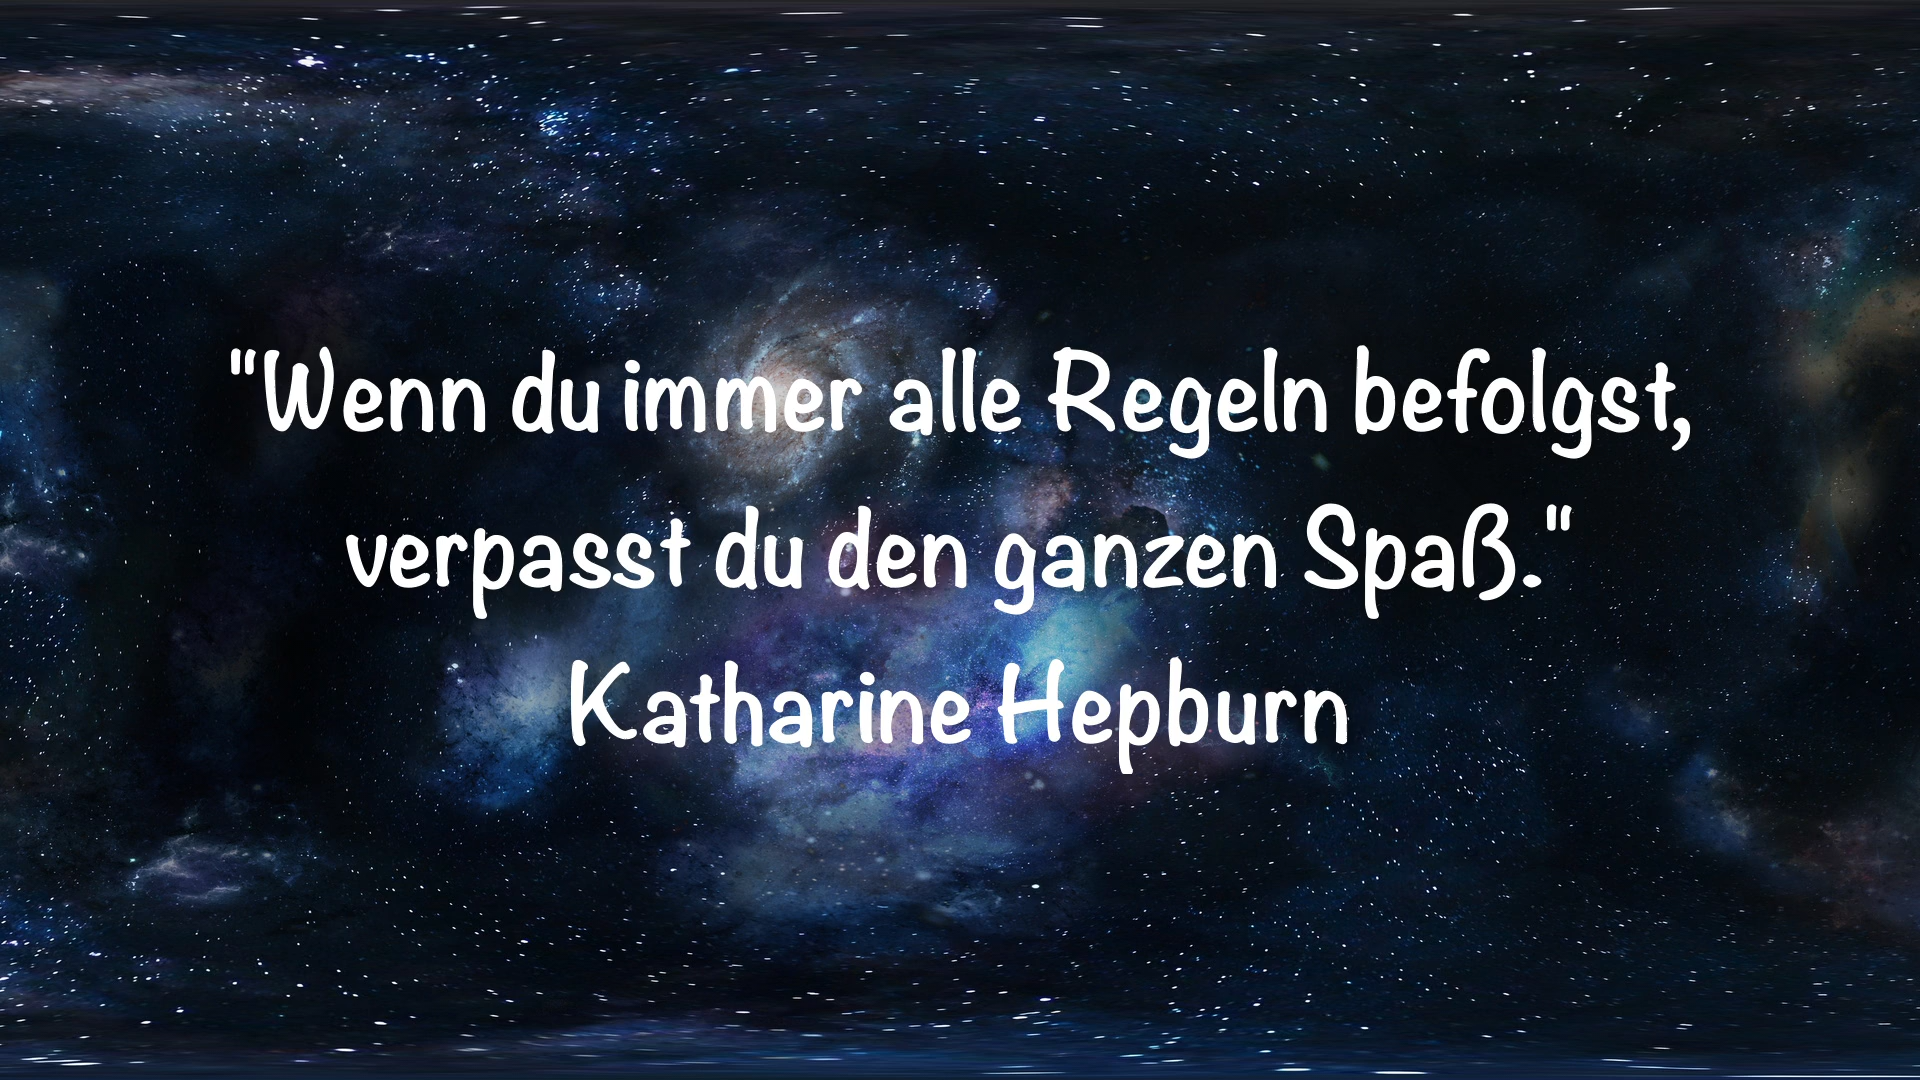 "Wenn du immer alle Regeln befolgst,
verpasst du den ganzen Spaß."
Katharine Hepburn